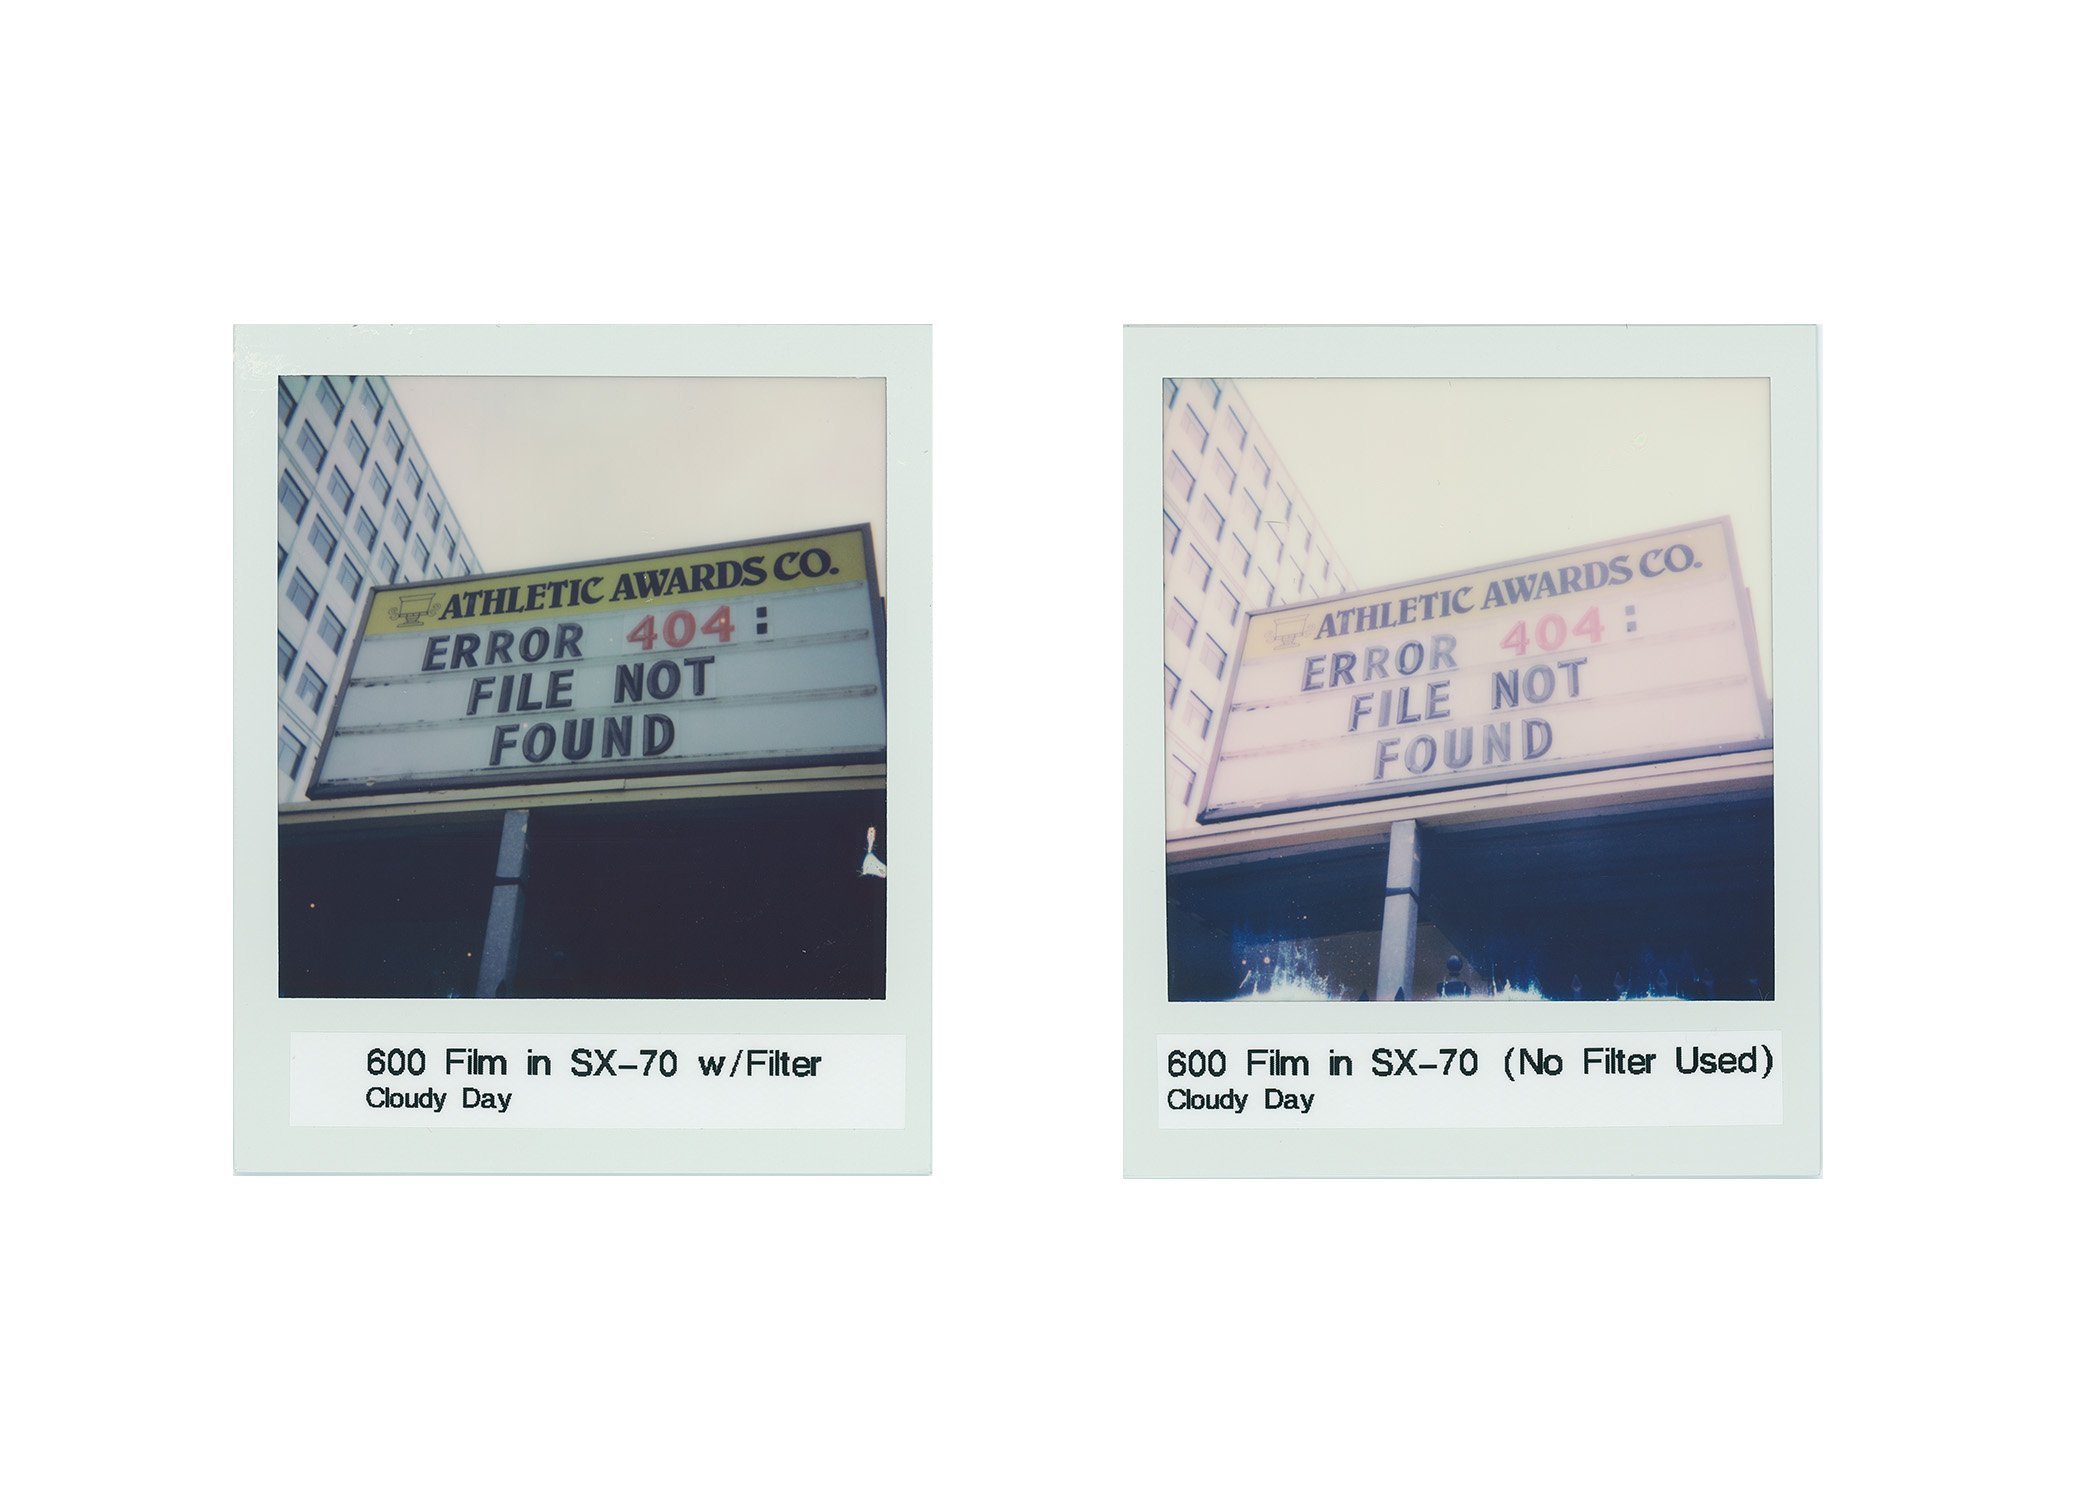 ATHLETIC AWARDS CO.
ERROR 404:
FILE NOT
FOUND
600 Film in SX-70 w/Filter
Cloudy Day
ATHLETIC AWARDS CO.
ERROR 404:
FILE NOT
FOUND
600 Film in SX-70 (No Filter Used)
Cloudy Day